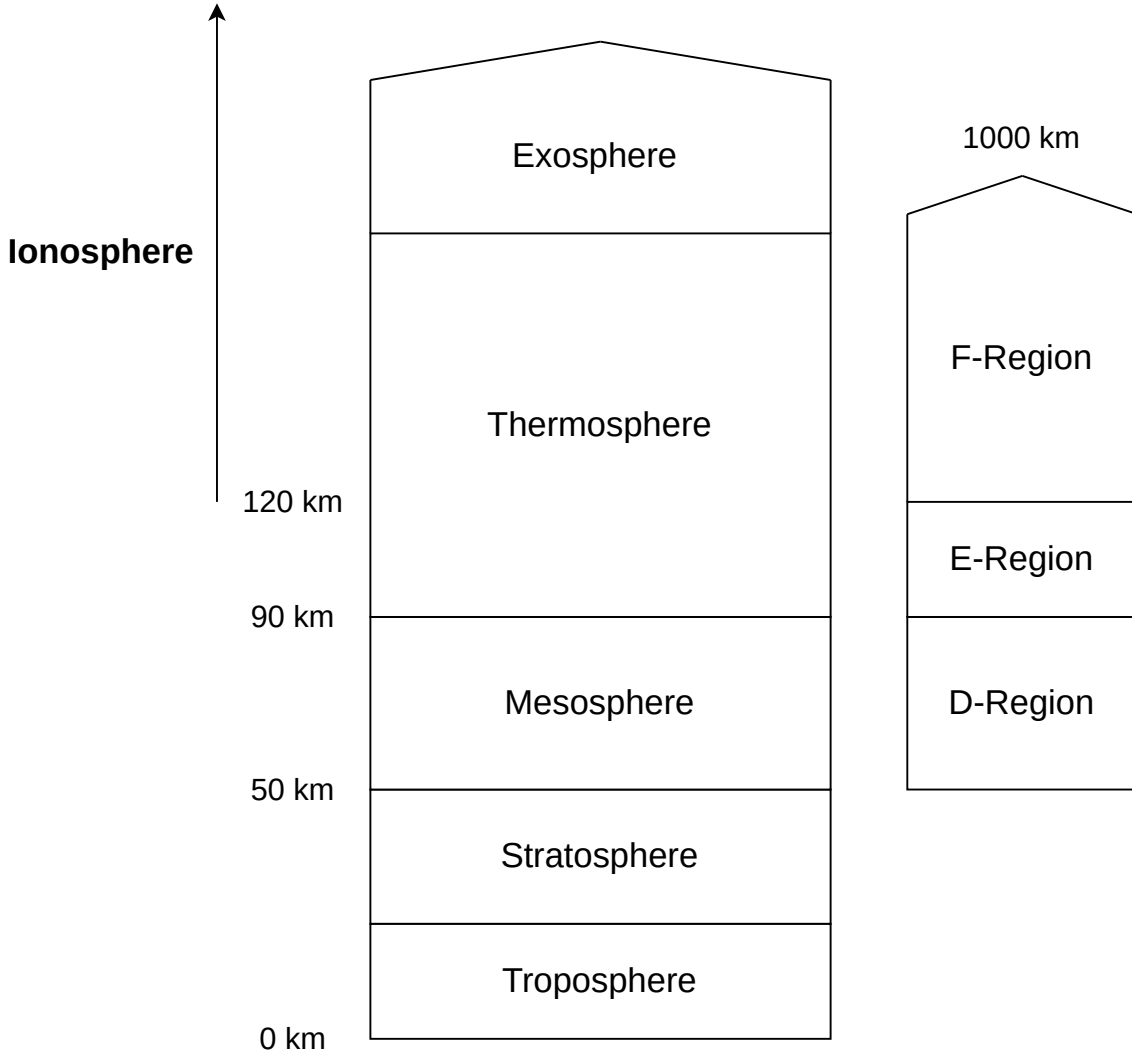 1000 km
Exosphere
Ionosphere
F-Region
Thermosphere
120 km
E-Region
90 km
Mesosphere
D-Region
50 km
Stratosphere
Troposphere
0 km